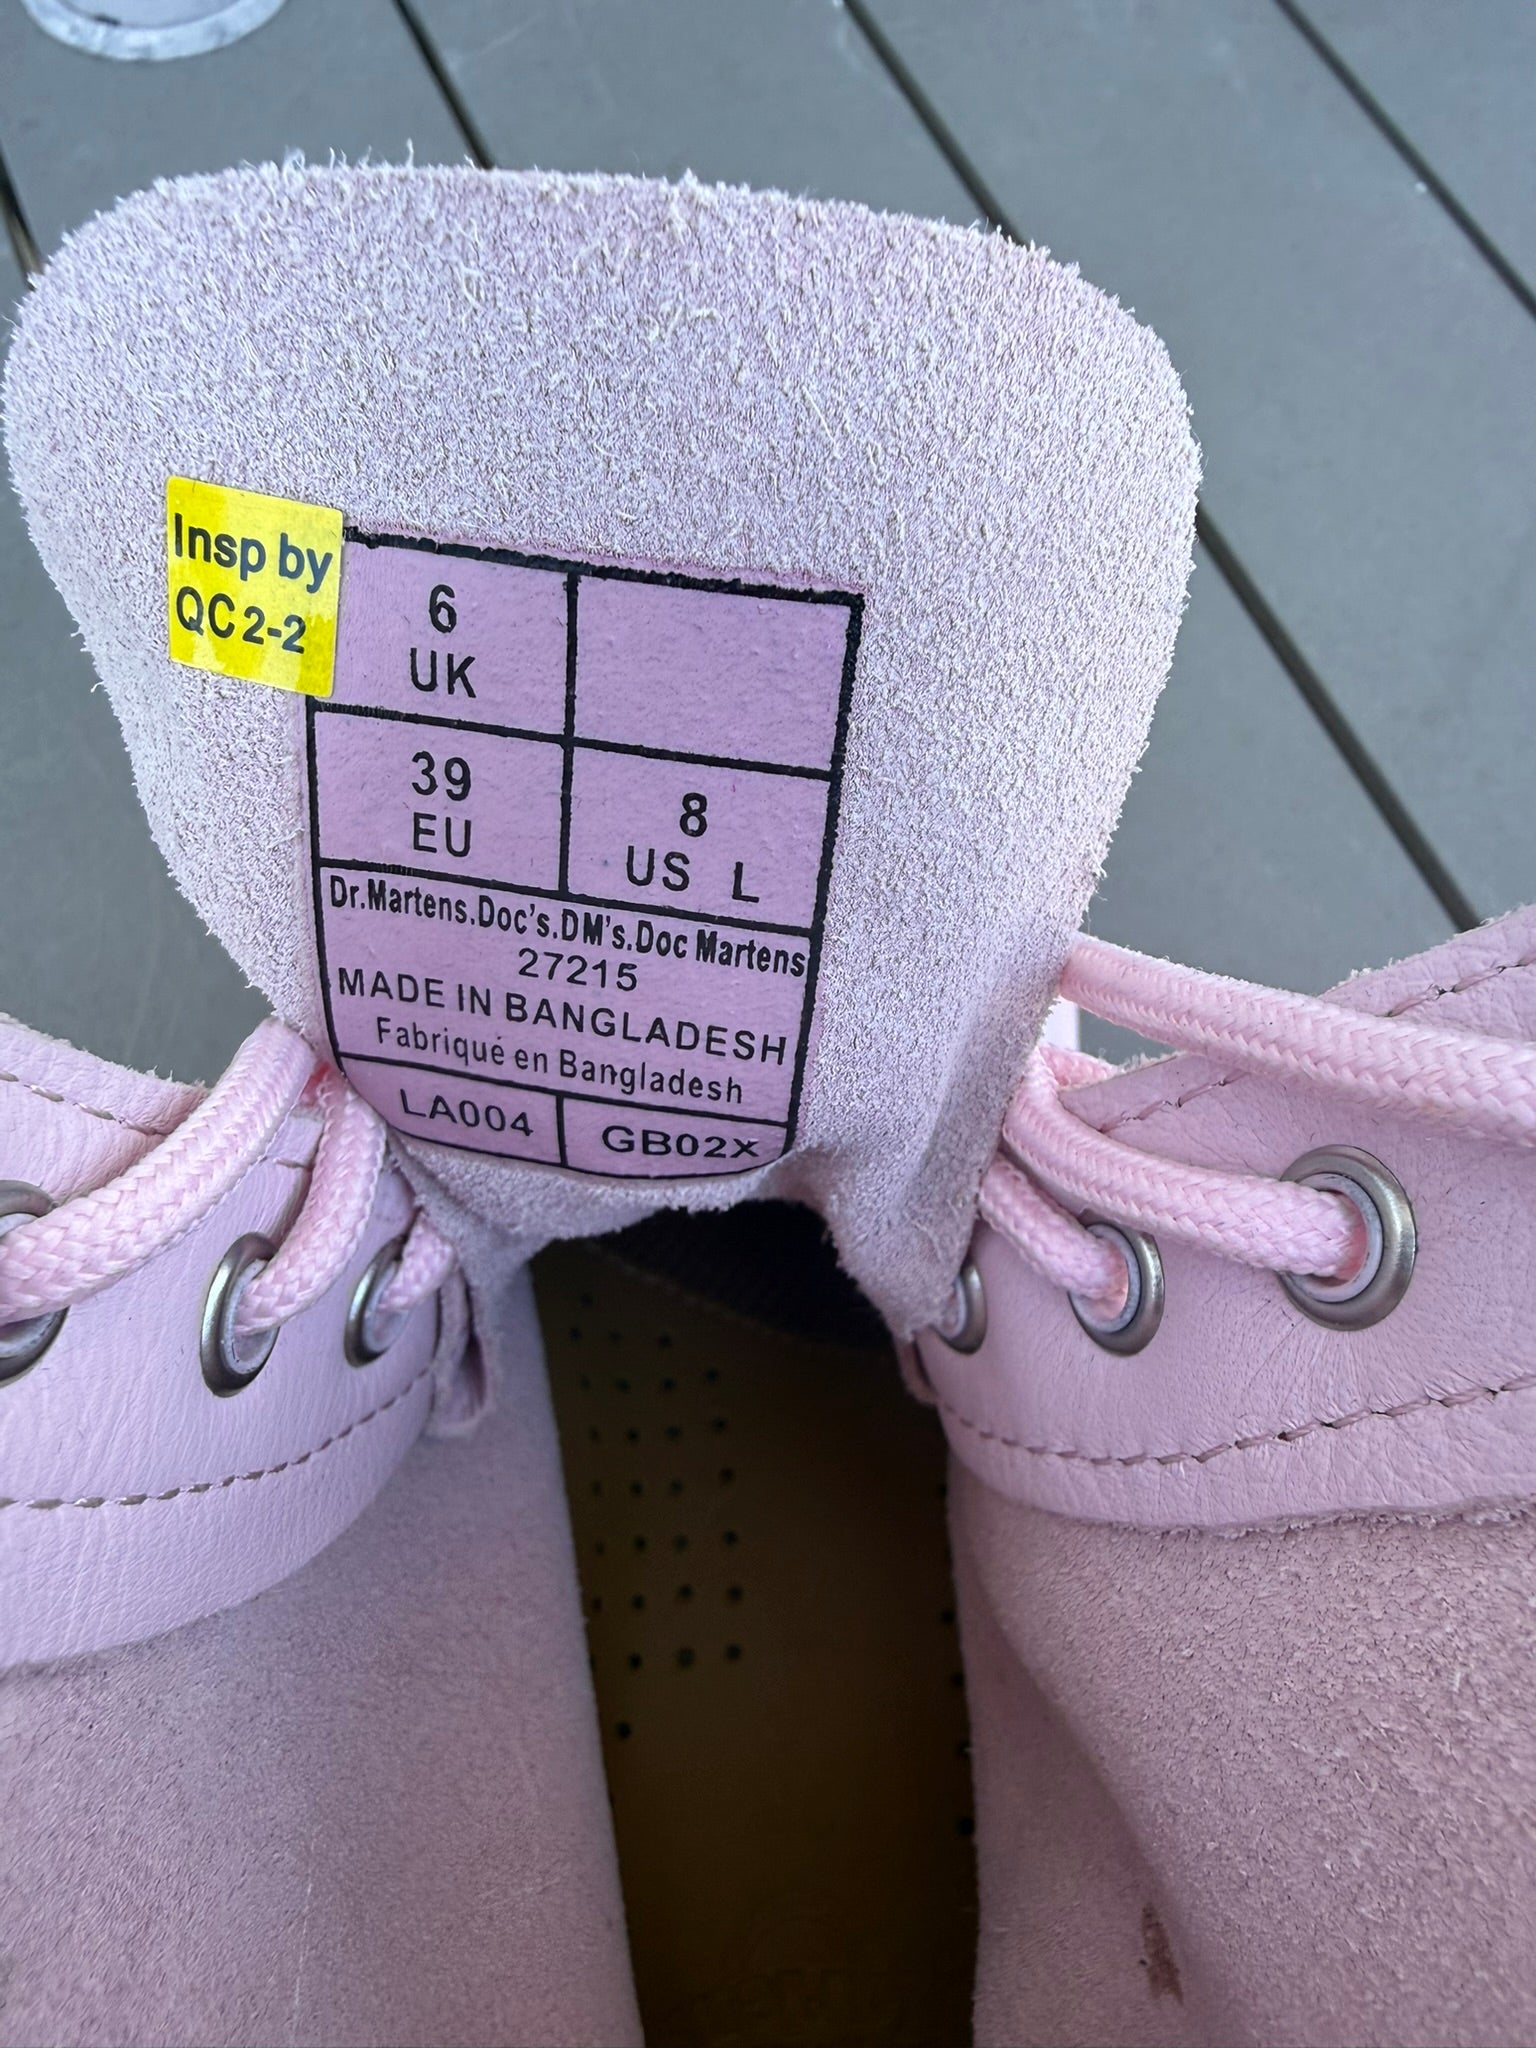 Insp by
QC 2-2
6
UK
39
EU
8
US L
Dr.Martens.Doc's.DM's.Doc Martens
27215
MADE IN BANGLADESH
Fabriqué en Bangladesh
LA004
GB02X